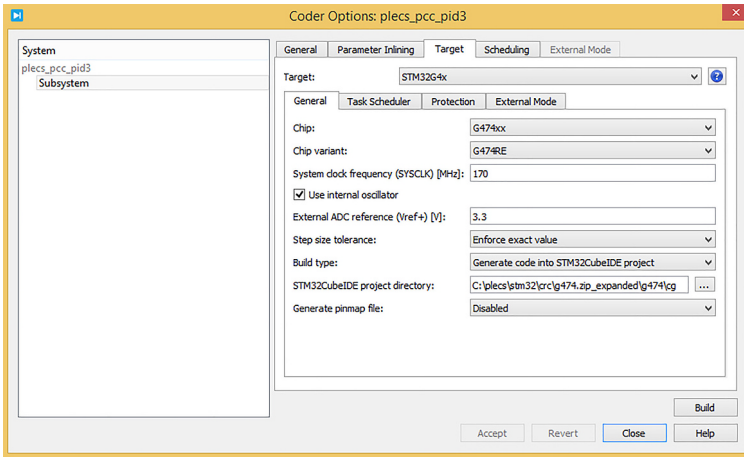 Coder Options: plecs_pcc_pid3
System
plecs_pcc_pid3
Subsystem
General Parameter Inlining Target Scheduling External Mode
Target: STM32G4x
General Task Scheduler Protection External Mode
Chip: G474xx
Chip variant: G474RE
System clock frequency (SYSCLK) [MHz]: 170
Use internal oscillator
External ADC reference (Vref+) [V]: 3.3
Step size tolerance: Enforce exact value
Build type: Generate code into STM32CubeIDE project
STM32CubeIDE project directory: C:\plecs\stm32\crc\g474.zip_expanded\g474\cg ...
Generate pinmap file: Disabled
Build
Accept Revert Close Help